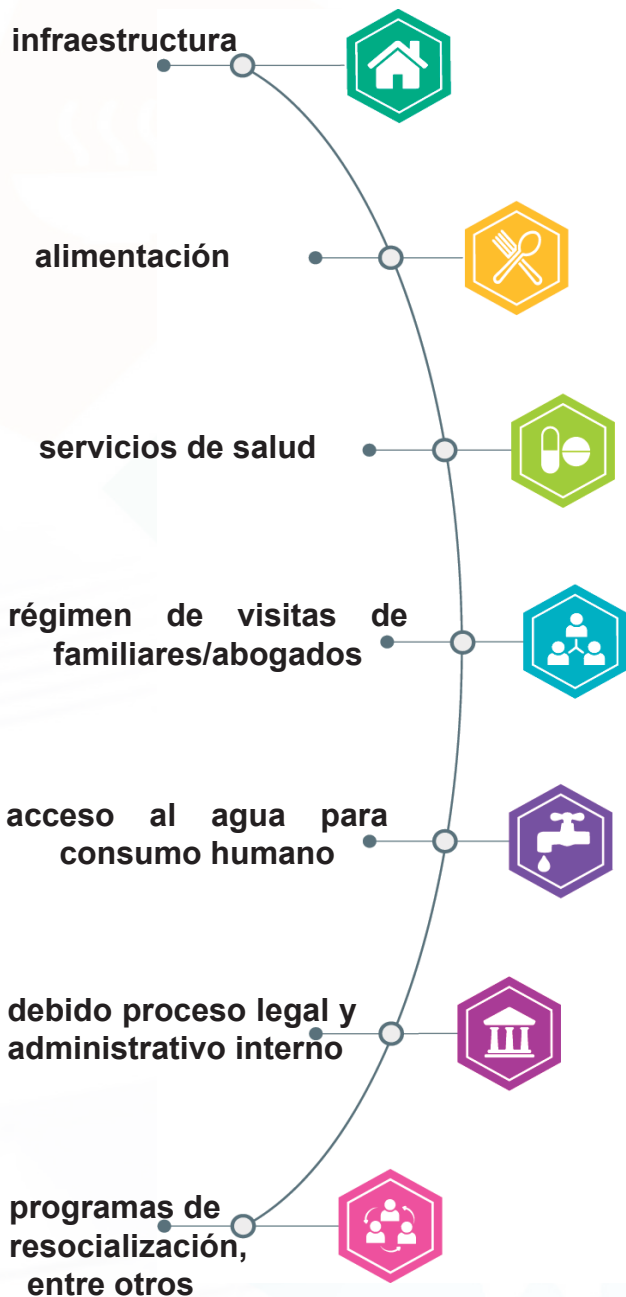 infraestructura
alimentación
servicios de salud
régimen de visitas de
familiares/abogados
acceso al agua para
consumo humano
debido proceso legal y
administrativo interno
programas de
resocialización,
entre otros